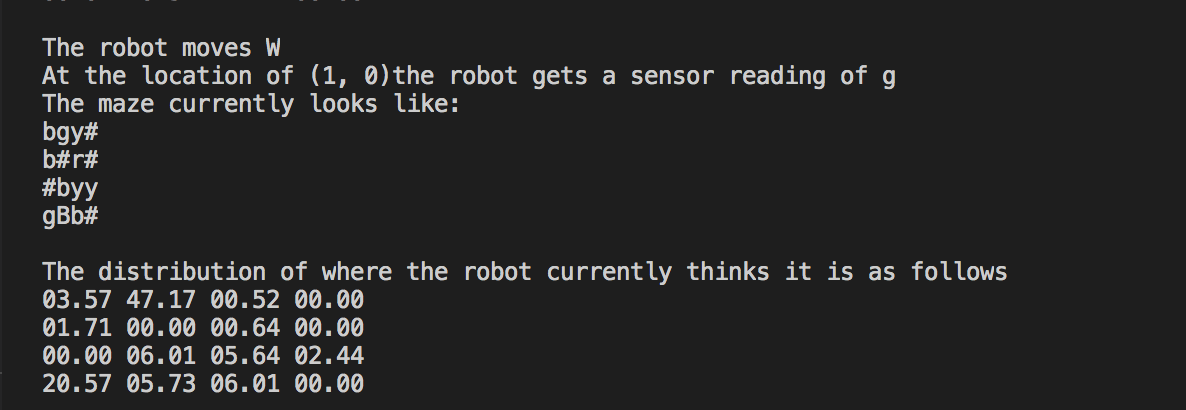 The robot moves W
At the location of (1, 0)the robot gets a sensor reading of g
The maze currently looks like:
bgy#
b#r#
#byy
gBb#
The distribution of where the robot currently thinks it is as follows
03.57 47.17 00.52 00.00
01.71 00.00 00.64 00.00
00.00 06.01 05.64 02.44
20.57 05.73 06.01 00.00